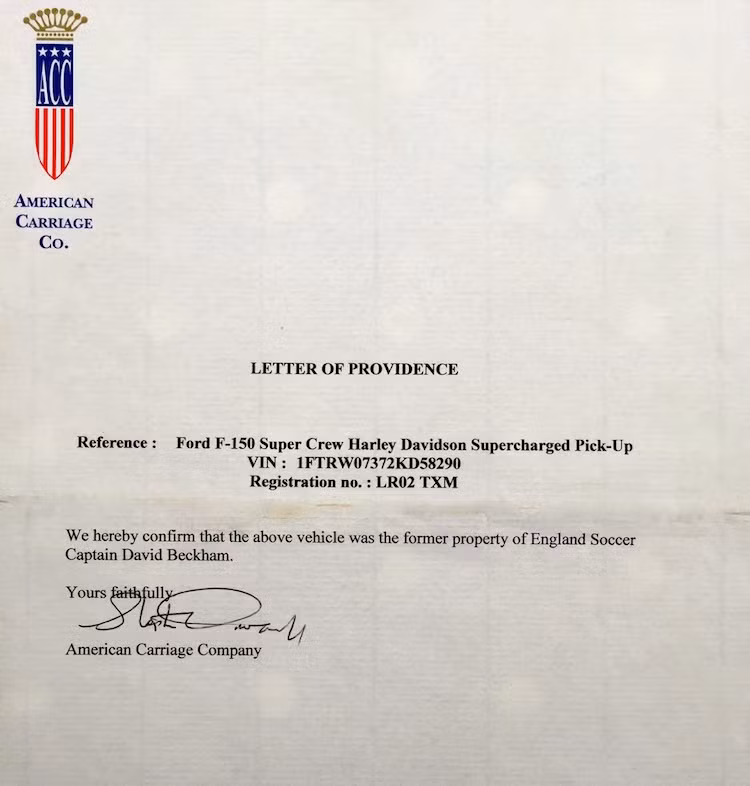 ACC
AMERICAN
CARRIAGE
CO.
LETTER OF PROVIDENCE
Reference : Ford F-150 Super Crew Harley Davidson Supercharged Pick-Up
VIN : 1FTRW07372KD58290
Registration no. : LR02 TXM
We hereby confirm that the above vehicle was the former property of England Soccer
Captain David Beckham.
Yours faithfully
American Carriage Company